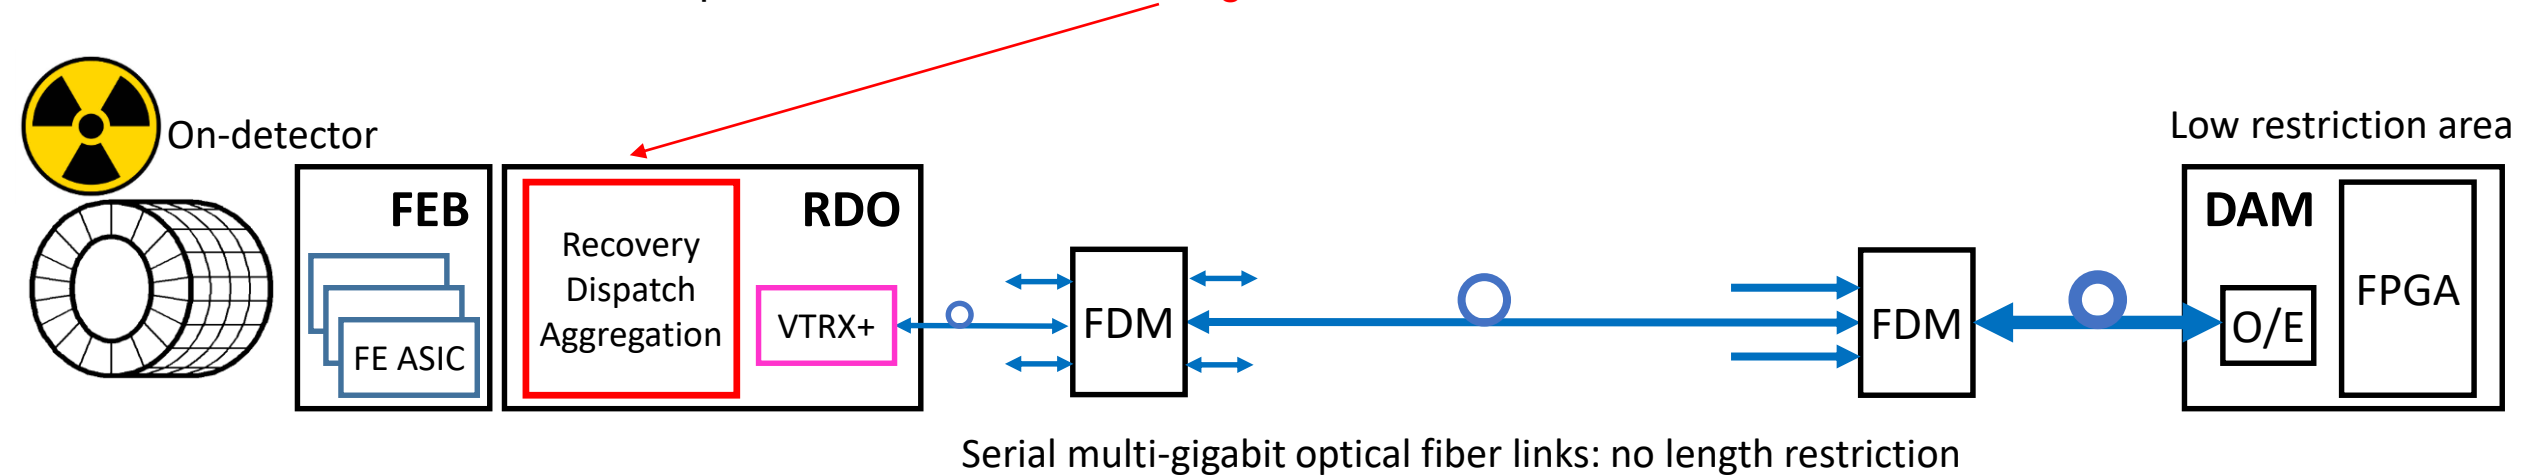 On-detector
Low restriction area
FEB
FE ASIC
RDO
Recovery
Dispatch
Aggregation
VTRX+
FDM
FDM
DAM
O/E
FPGA
Serial multi-gigabit optical fiber links: no length restriction